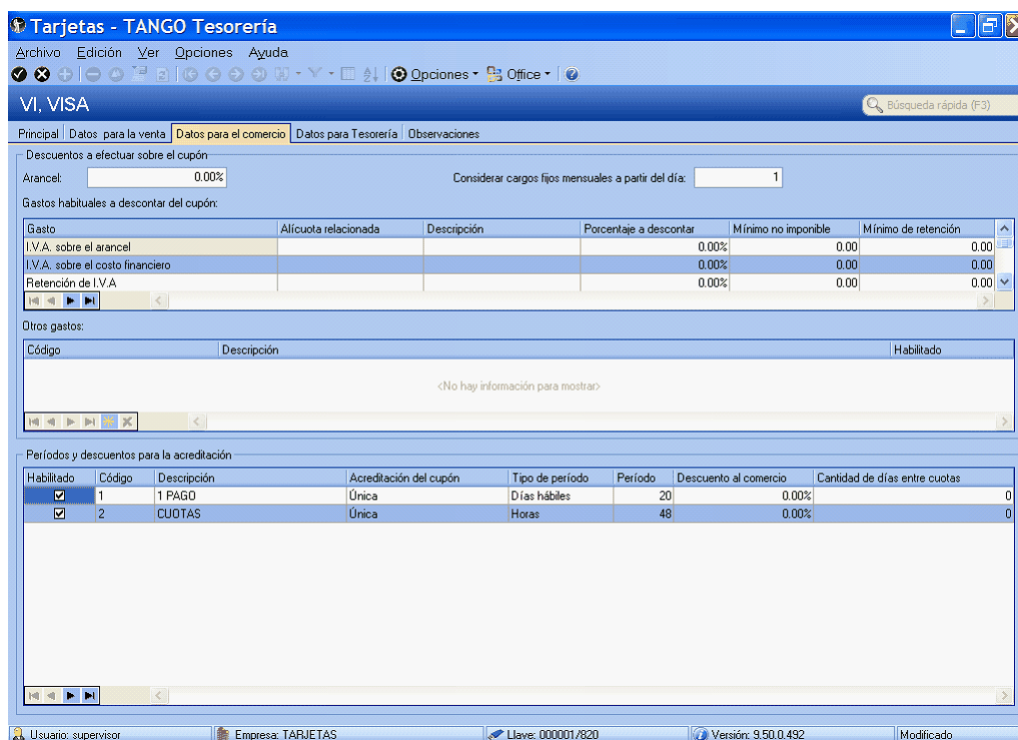 Tarjetas - TANGO Tesorería
Archivo Edición Ver Opciones Ayuda
Opciones Office
VI, VISA Búsqueda rápida (F3)
Principal Datos para la venta Datos para el comercio Datos para Tesorería Observaciones
Descuentos a efectuar sobre el cupón
Arancel: 0.00% Considerar cargos fijos mensuales a partir del día: 1
Gastos habituales a descontar del cupón:
Gasto Alícuota relacionada Descripción Porcentaje a descontar Mínimo no imponible Mínimo de retención
I.V.A. sobre el arancel 0.00% 0.00 0.00
I.V.A. sobre el costo financiero 0.00% 0.00 0.00
Retención de I.V.A 0.00% 0.00 0.00
Otros gastos:
Código Descripción Habilitado
<No hay información para mostrar>
Períodos y descuentos para la acreditación
Habilitado Código Descripción Acreditación del cupón Tipo de período Período Descuento al comercio Cantidad de días entre cuotas
1 1 PAGO Única Días hábiles 20 0.00% 0
2 CUOTAS Única Horas 48 0.00% 0
Usuario: supervisor Empresa: TARJETAS Llave: 000001/820 Versión: 9.50.0.492 Modificado